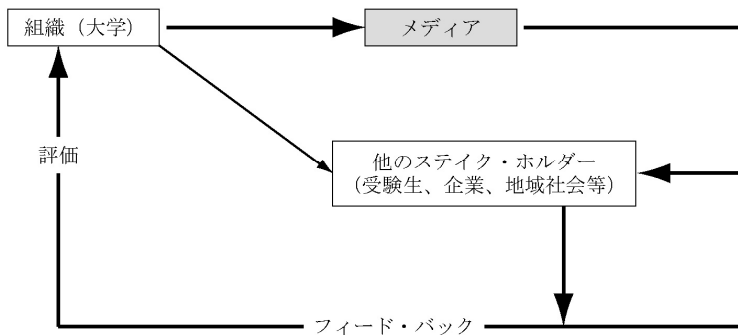 組織（大学）
メディア
評価
他のステイク・ホルダー
（受験生、企業、地域社会等）
フィード・バック